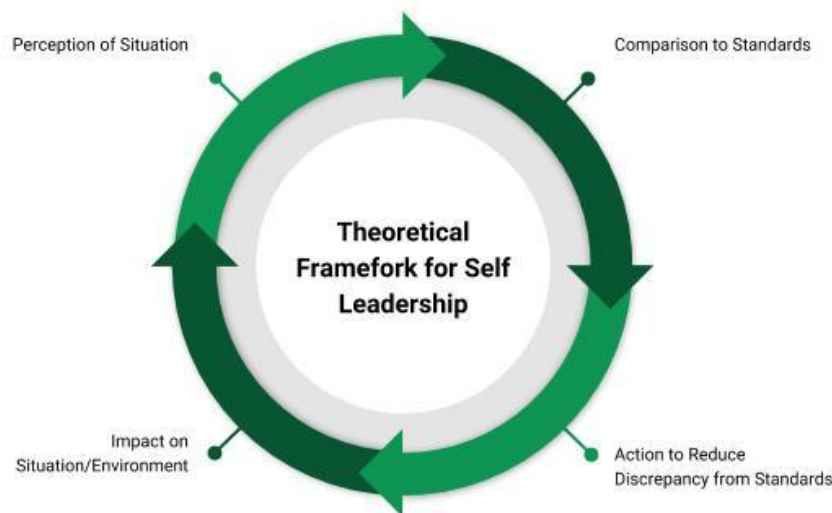 Perception of Situation
Comparison to Standards
Theoretical
Framefork for Self
Leadership
Impact on
Situation/Environment
Action to Reduce
Discrepancy from Standards